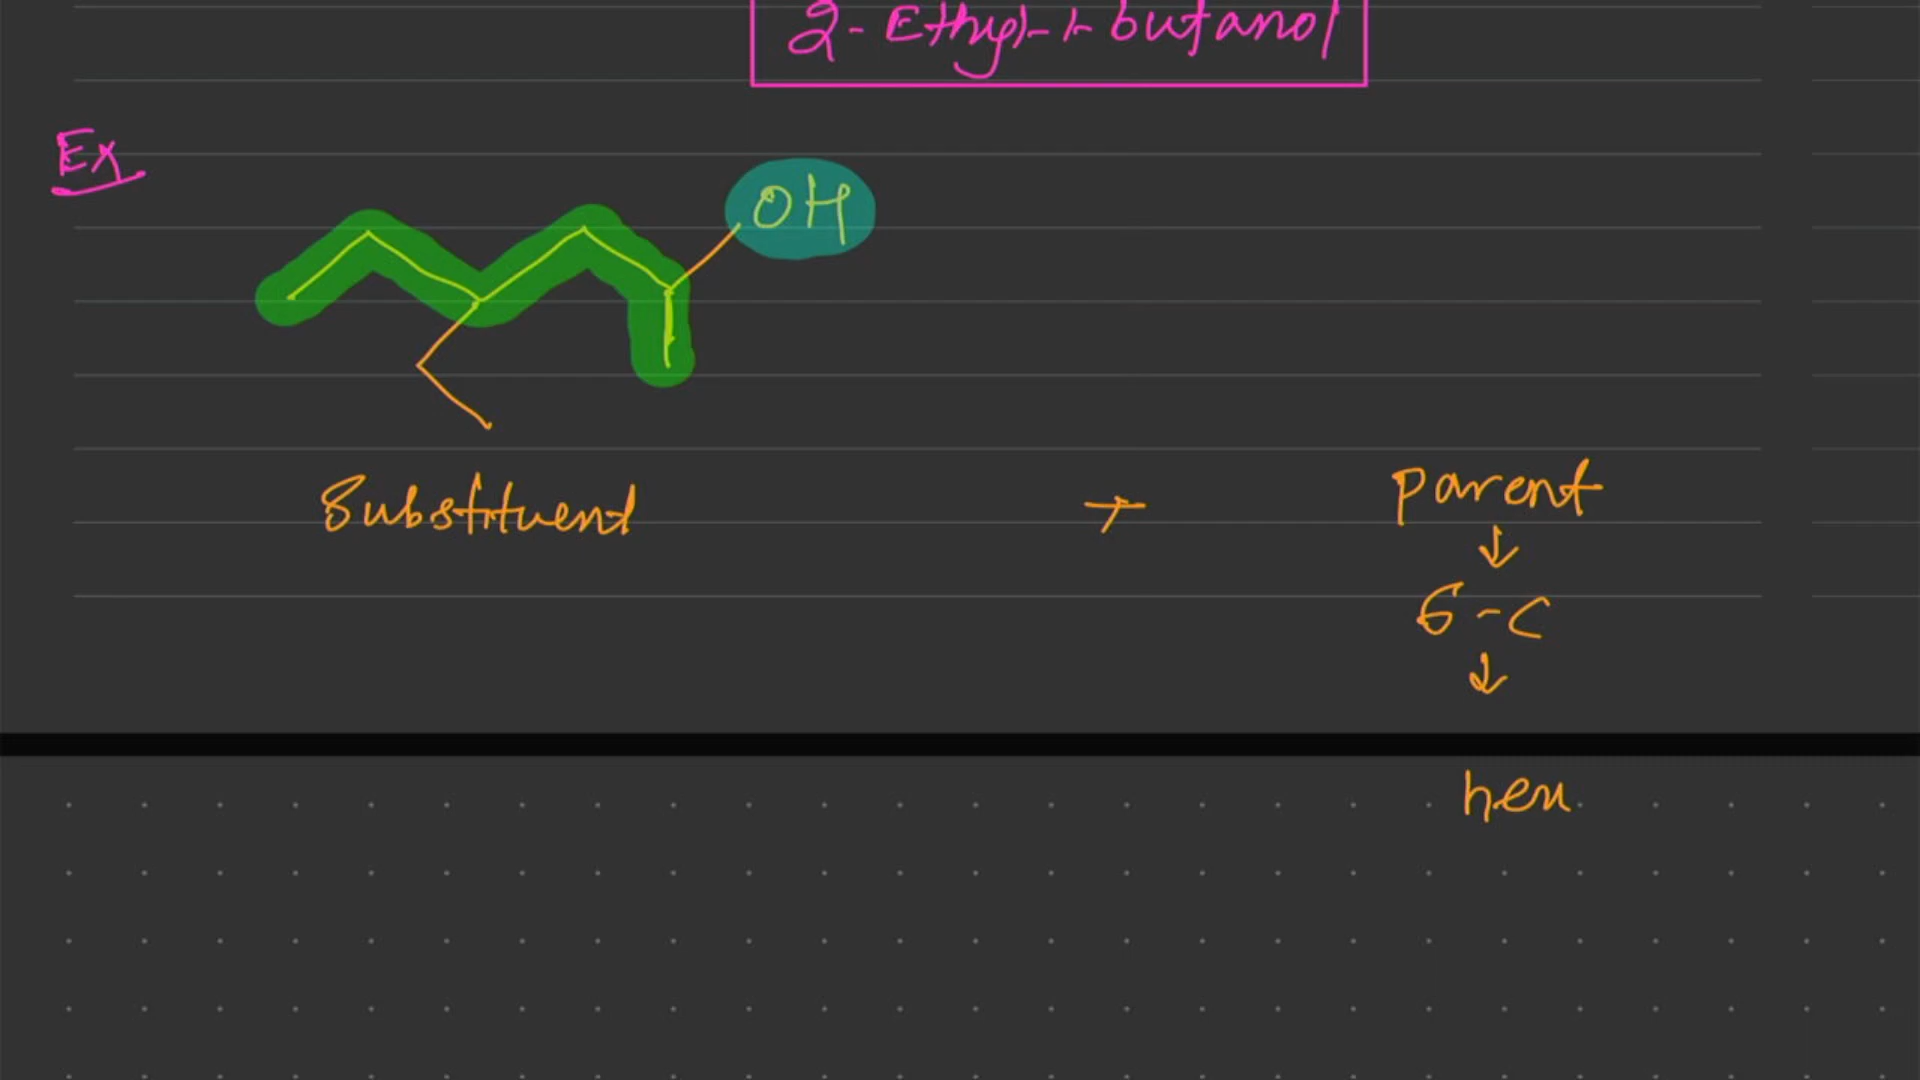 2-Ethyl-1-butanol
Ex
OH
Substituent + parent
↓
6-C
↓
hex